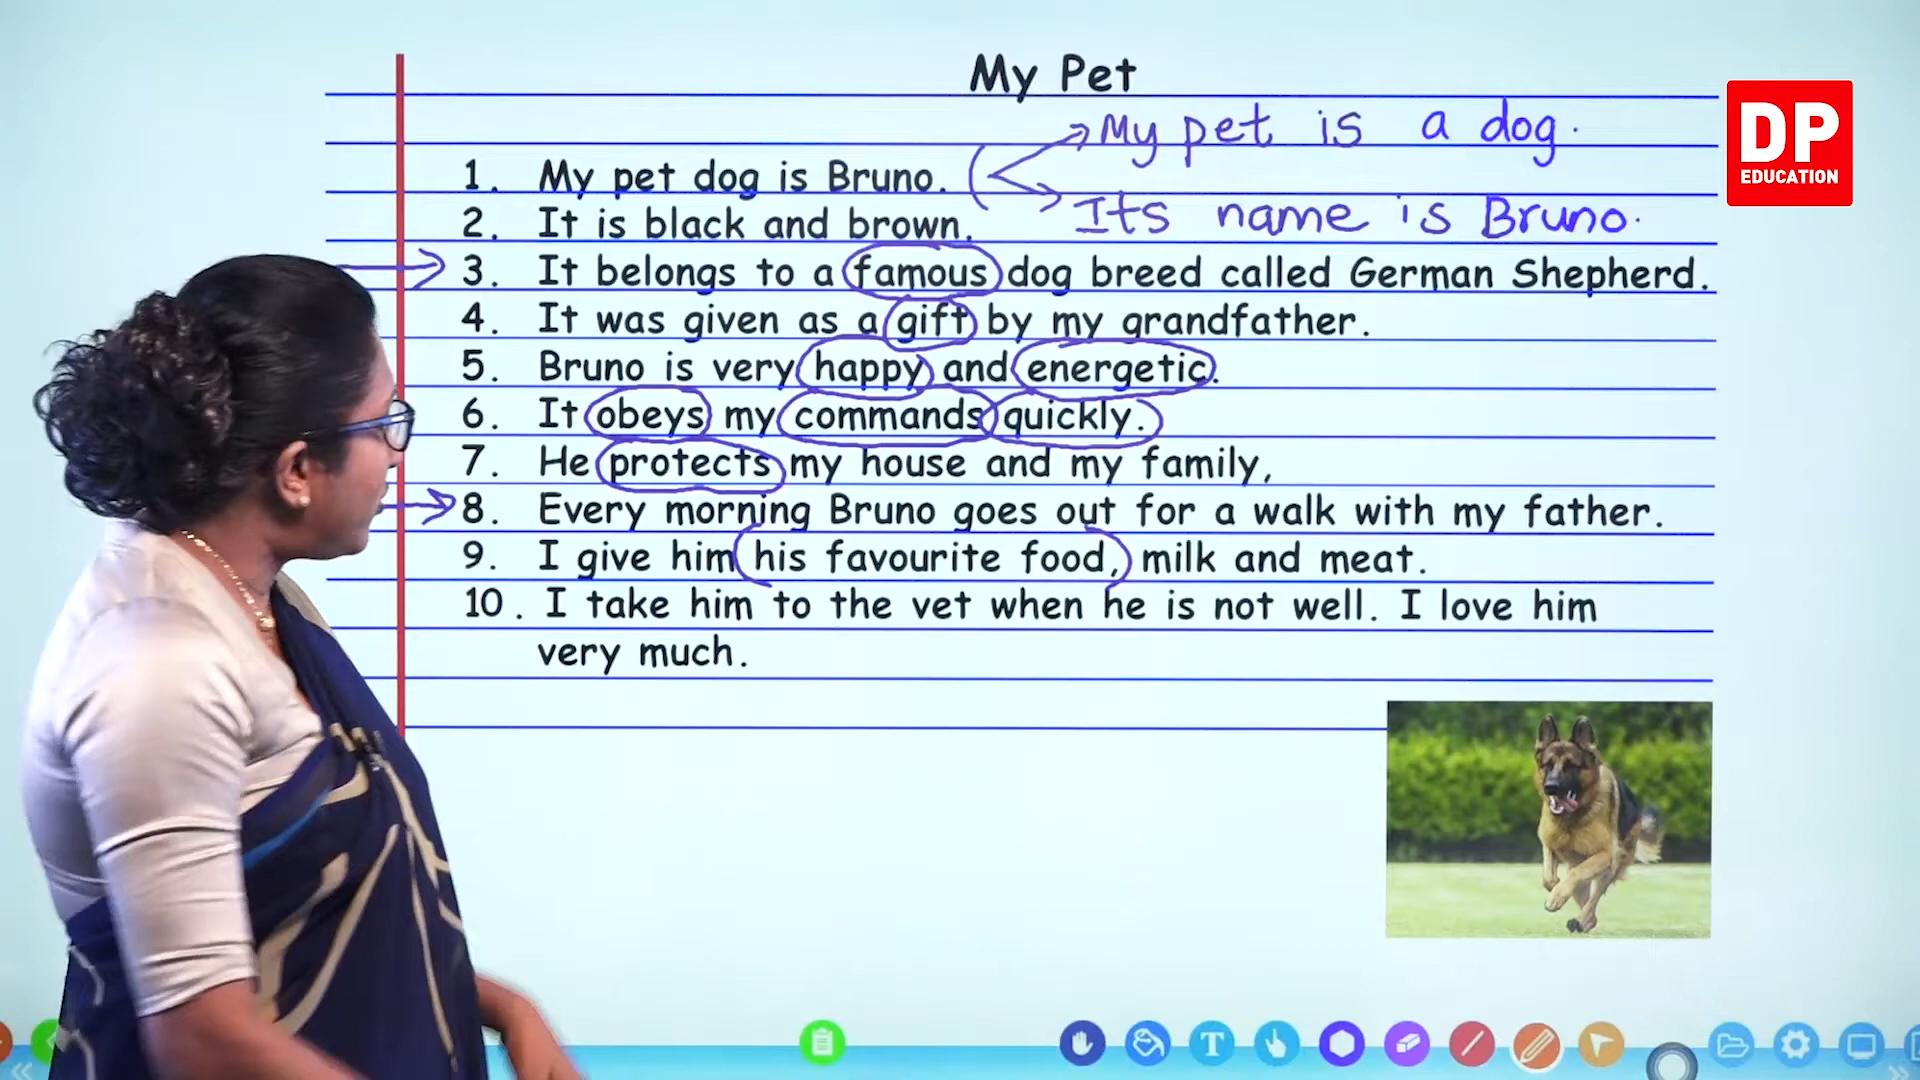 My Pet
My pet is a dog.
1. My pet dog is Bruno.
Its name is Bruno.
2. It is black and brown.
3. It belongs to a famous dog breed called German Shepherd.
4. It was given as a gift by my grandfather.
5. Bruno is very happy and energetic.
6. It obeys my commands quickly.
7. He protects my house and my family,
8. Every morning Bruno goes out for a walk with my father.
9. I give him his favourite food, milk and meat.
10. I take him to the vet when he is not well. I love him
very much.
DP
EDUCATION
T